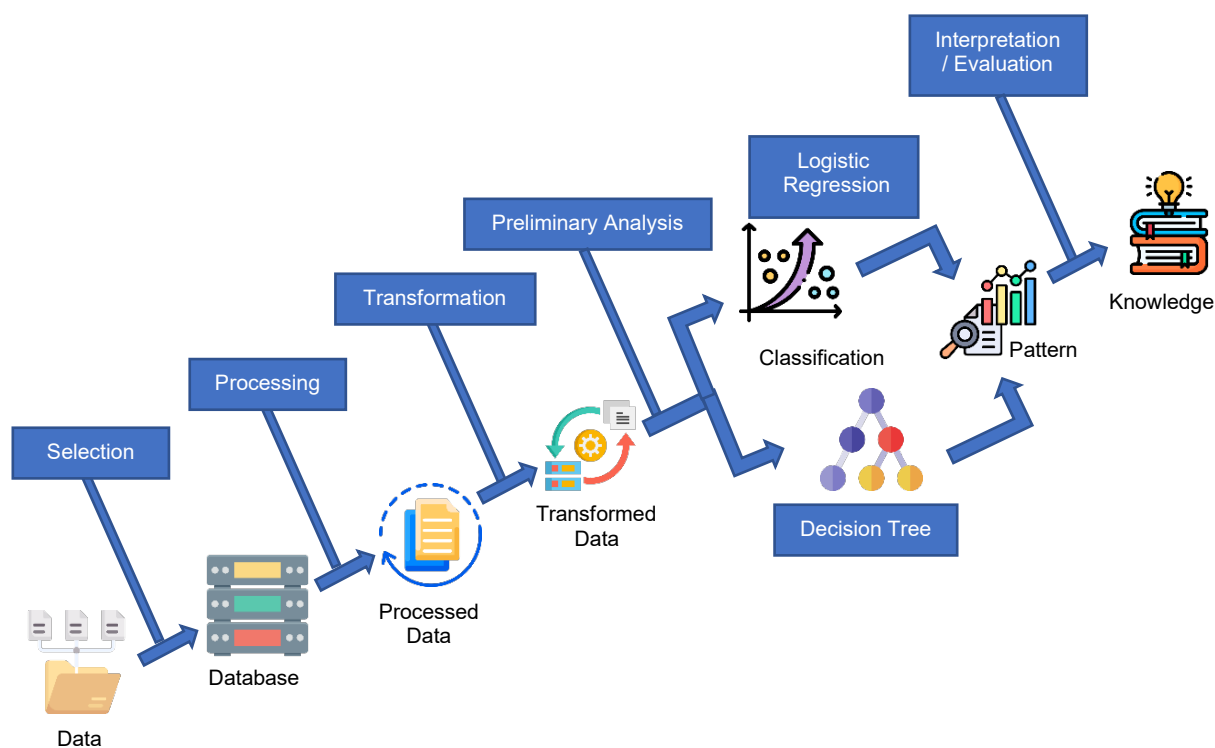 Interpretation
/ Evaluation
Logistic
Regression
Preliminary Analysis
Transformation
Processing
Selection
Knowledge
Pattern
Classification
Decision Tree
Transformed
Data
Processed
Data
Database
Data